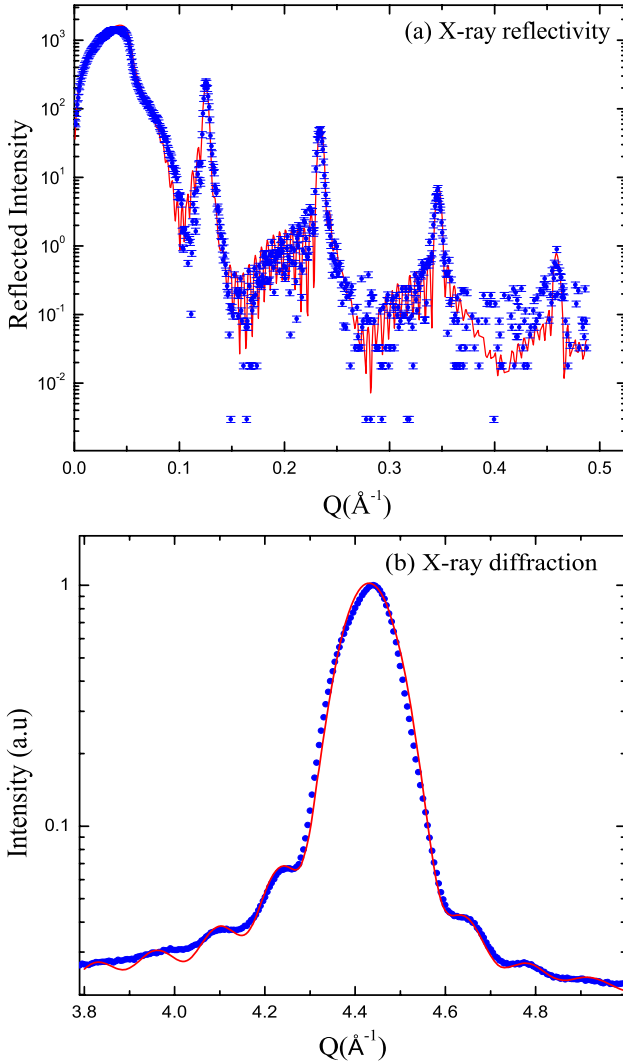 (a) X-ray reflectivity
10³
10²
10¹
10⁰
10⁻¹
10⁻²
Reflected Intensity
0.0 0.1 0.2 0.3 0.4 0.5
Q(Å⁻¹)
(b) X-ray diffraction
1
0.1
Intensity (a.u)
3.8 4.0 4.2 4.4 4.6 4.8
Q(Å⁻¹)